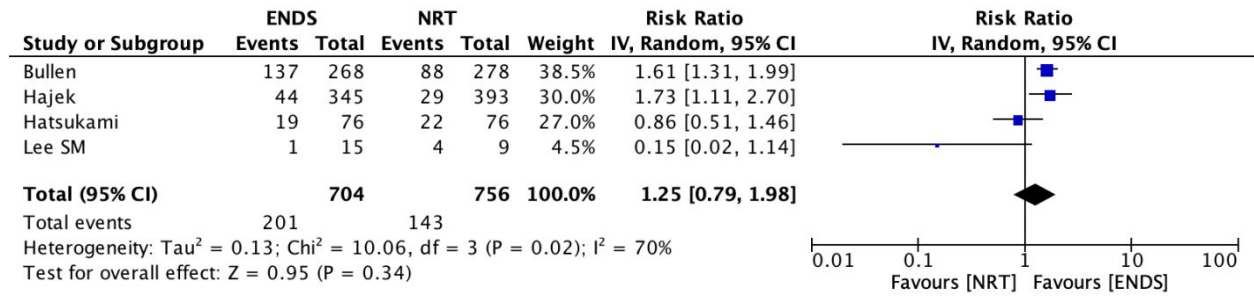 ENDS NRT Risk Ratio Risk Ratio
Study or Subgroup Events Total Events Total Weight IV, Random, 95% CI IV, Random, 95% CI
Bullen 137 268 88 278 38.5% 1.61 [1.31, 1.99]
Hajek 44 345 29 393 30.0% 1.73 [1.11, 2.70]
Hatsukami 19 76 22 76 27.0% 0.86 [0.51, 1.46]
Lee SM 1 15 4 9 4.5% 0.15 [0.02, 1.14]
Total (95% CI) 704 756 100.0% 1.25 [0.79, 1.98]
Total events 201 143
Heterogeneity: Tau² = 0.13; Chi² = 10.06, df = 3 (P = 0.02); I² = 70%
Test for overall effect: Z = 0.95 (P = 0.34)
0.01 0.1 1 10 100
Favours [NRT] Favours [ENDS]